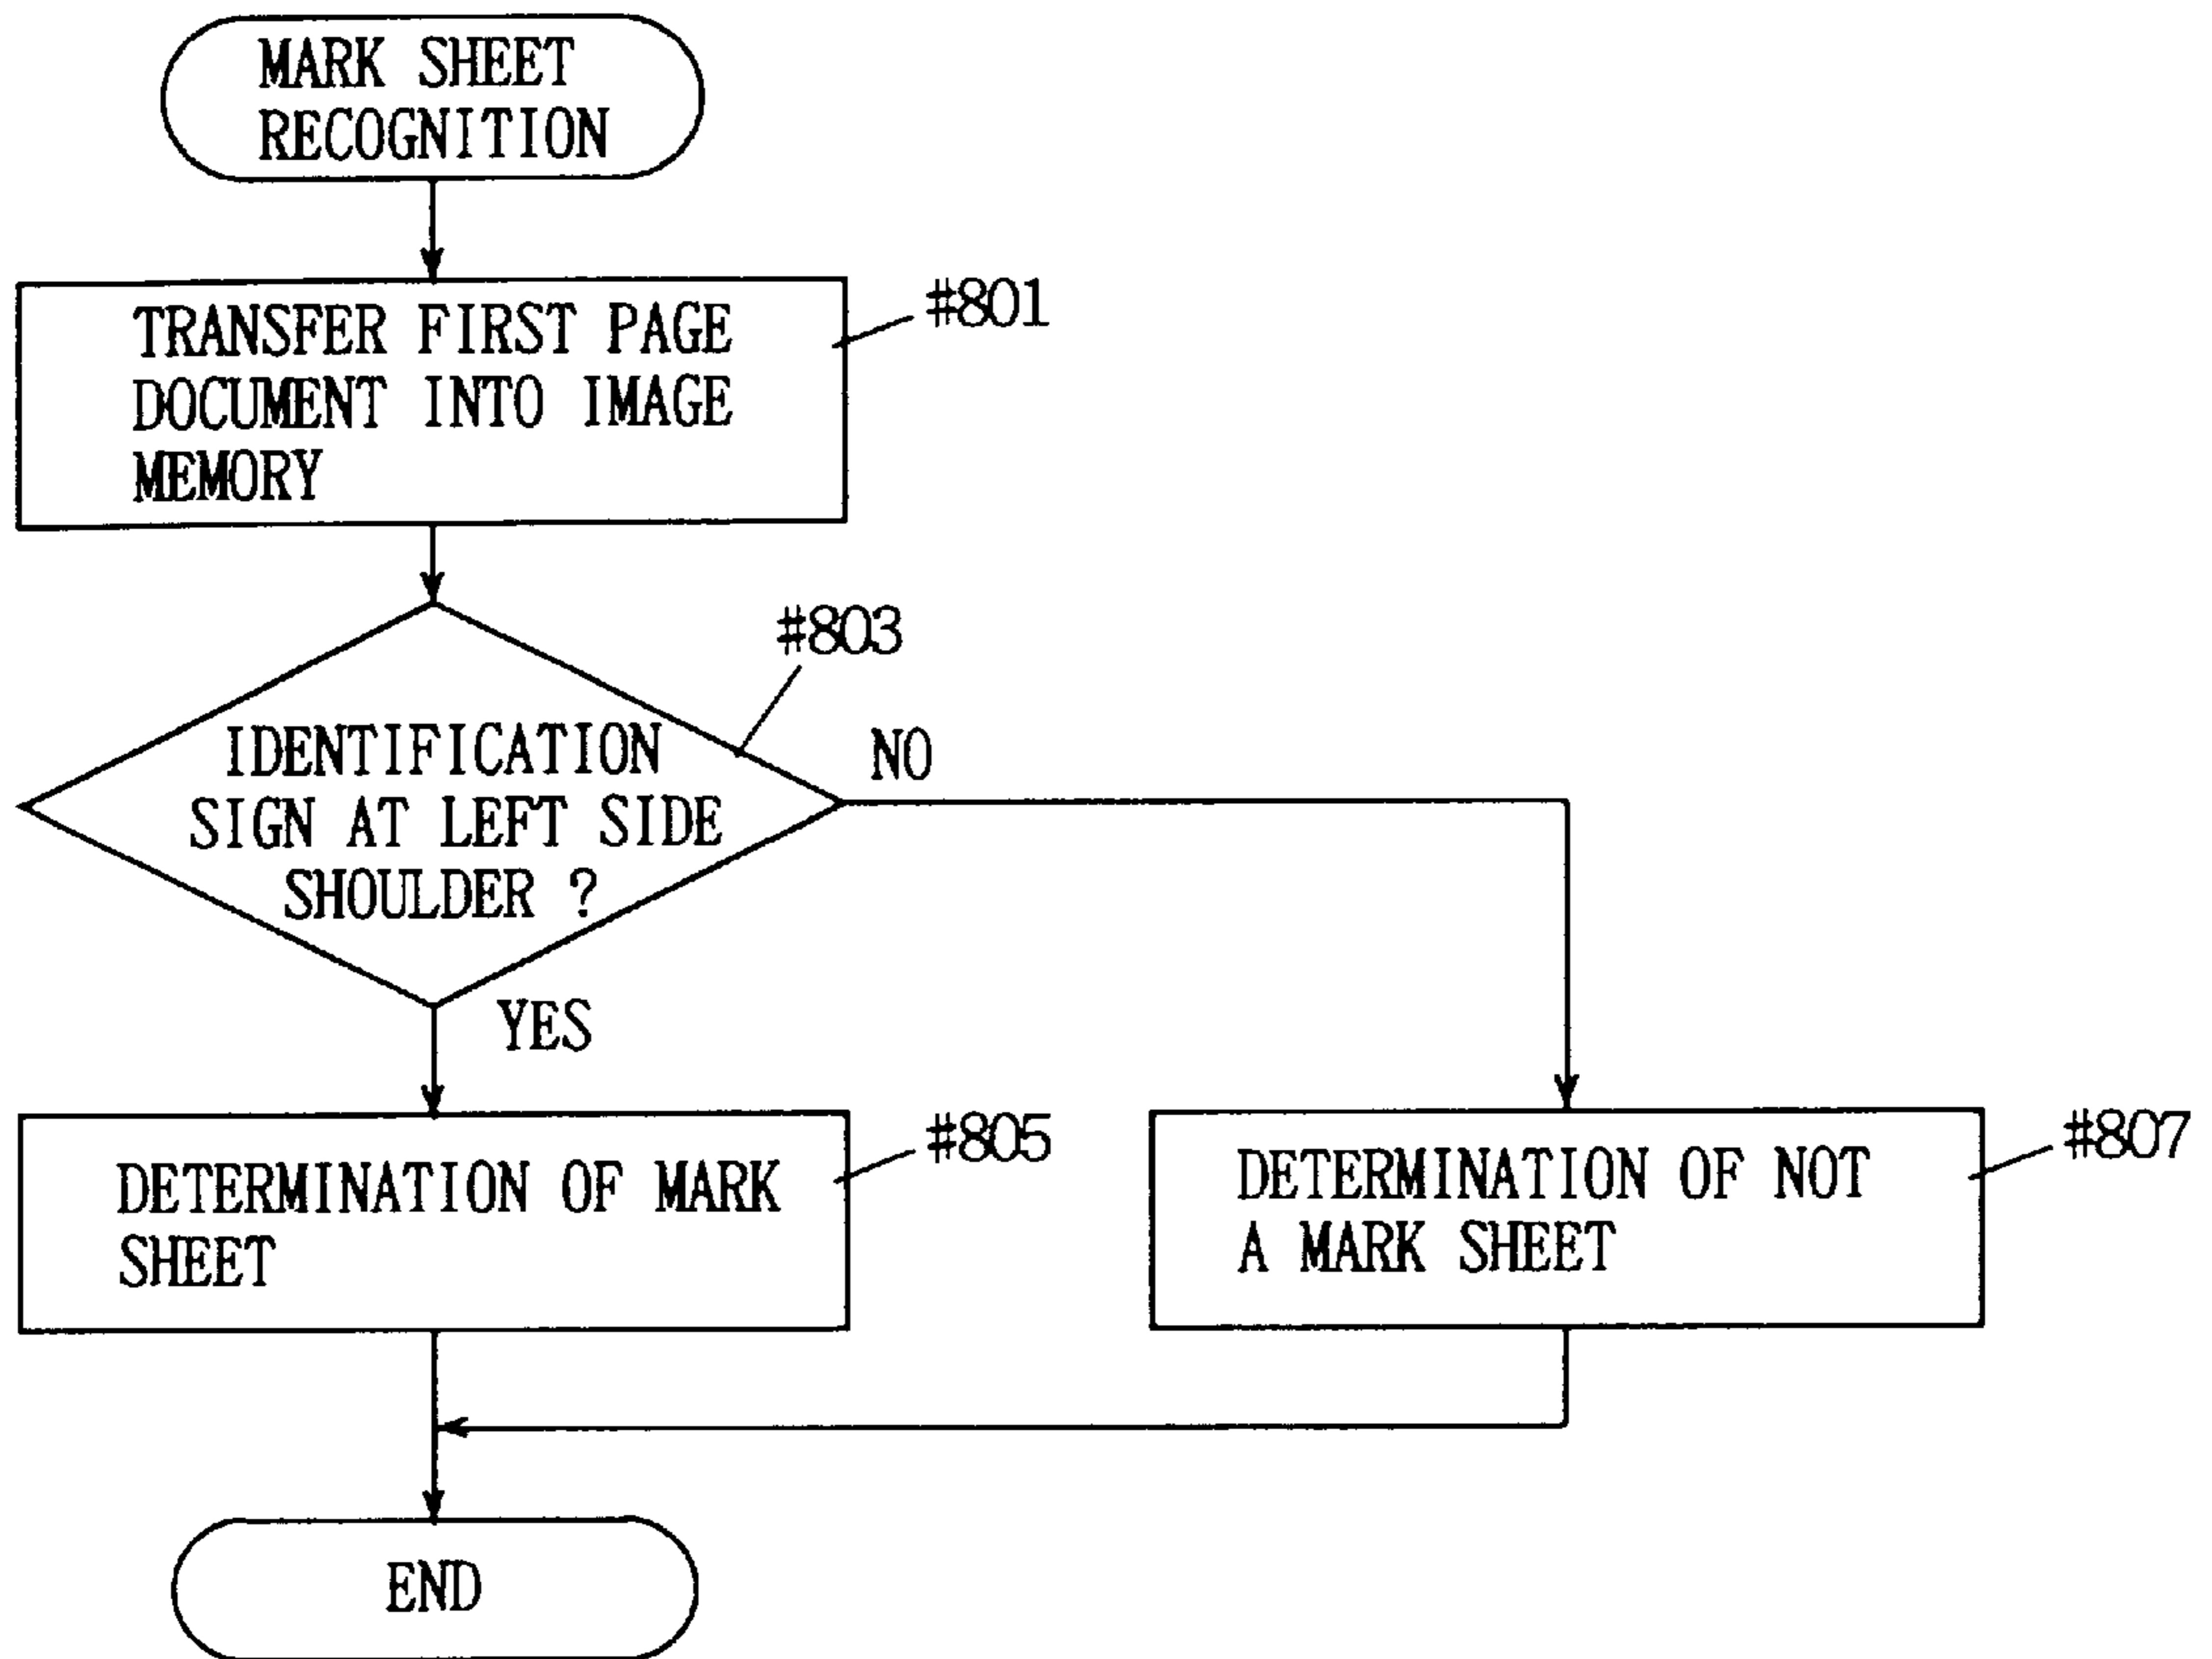 MARK SHEET
RECOGNITION
TRANSFER FIRST PAGE
DOCUMENT INTO IMAGE
MEMORY
#801
#803
IDENTIFICATION
SIGN AT LEFT SIDE
SHOULDER ?
NO
YES
DETERMINATION OF MARK
SHEET
#805
DETERMINATION OF NOT
A MARK SHEET
#807
END